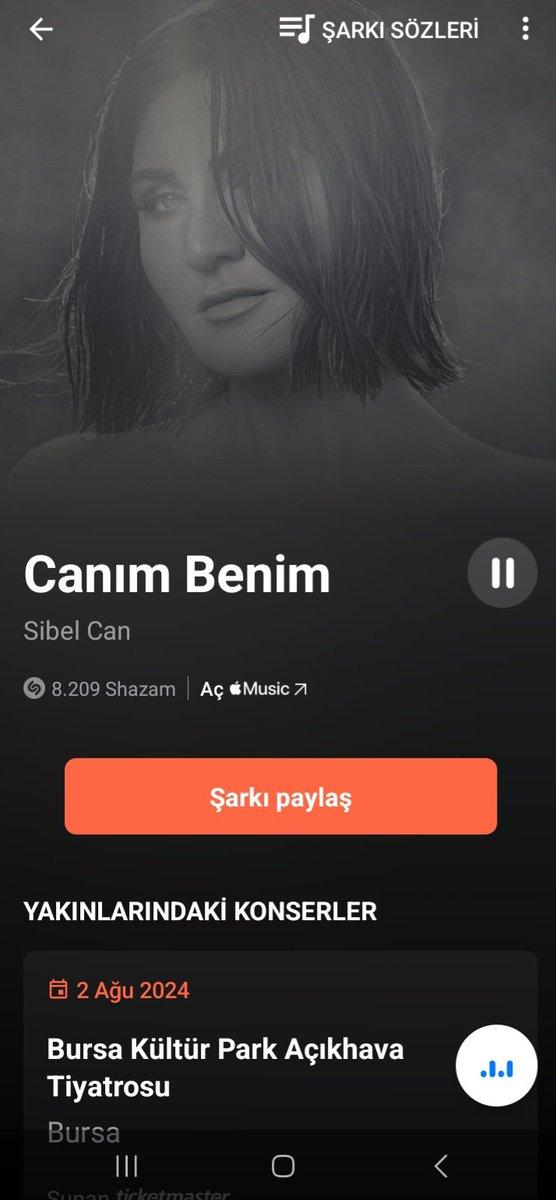 ŞARKI SÖZLERİ
Canım Benim
Sibel Can
8.209 Shazam
Aç Music
Şarkı paylaş
YAKINLARINDAKİ KONSERLER
2 Ağu 2024
Bursa Kültür Park Açıkhava
Tiyatrosu
Bursa
Sunan ticketmaster